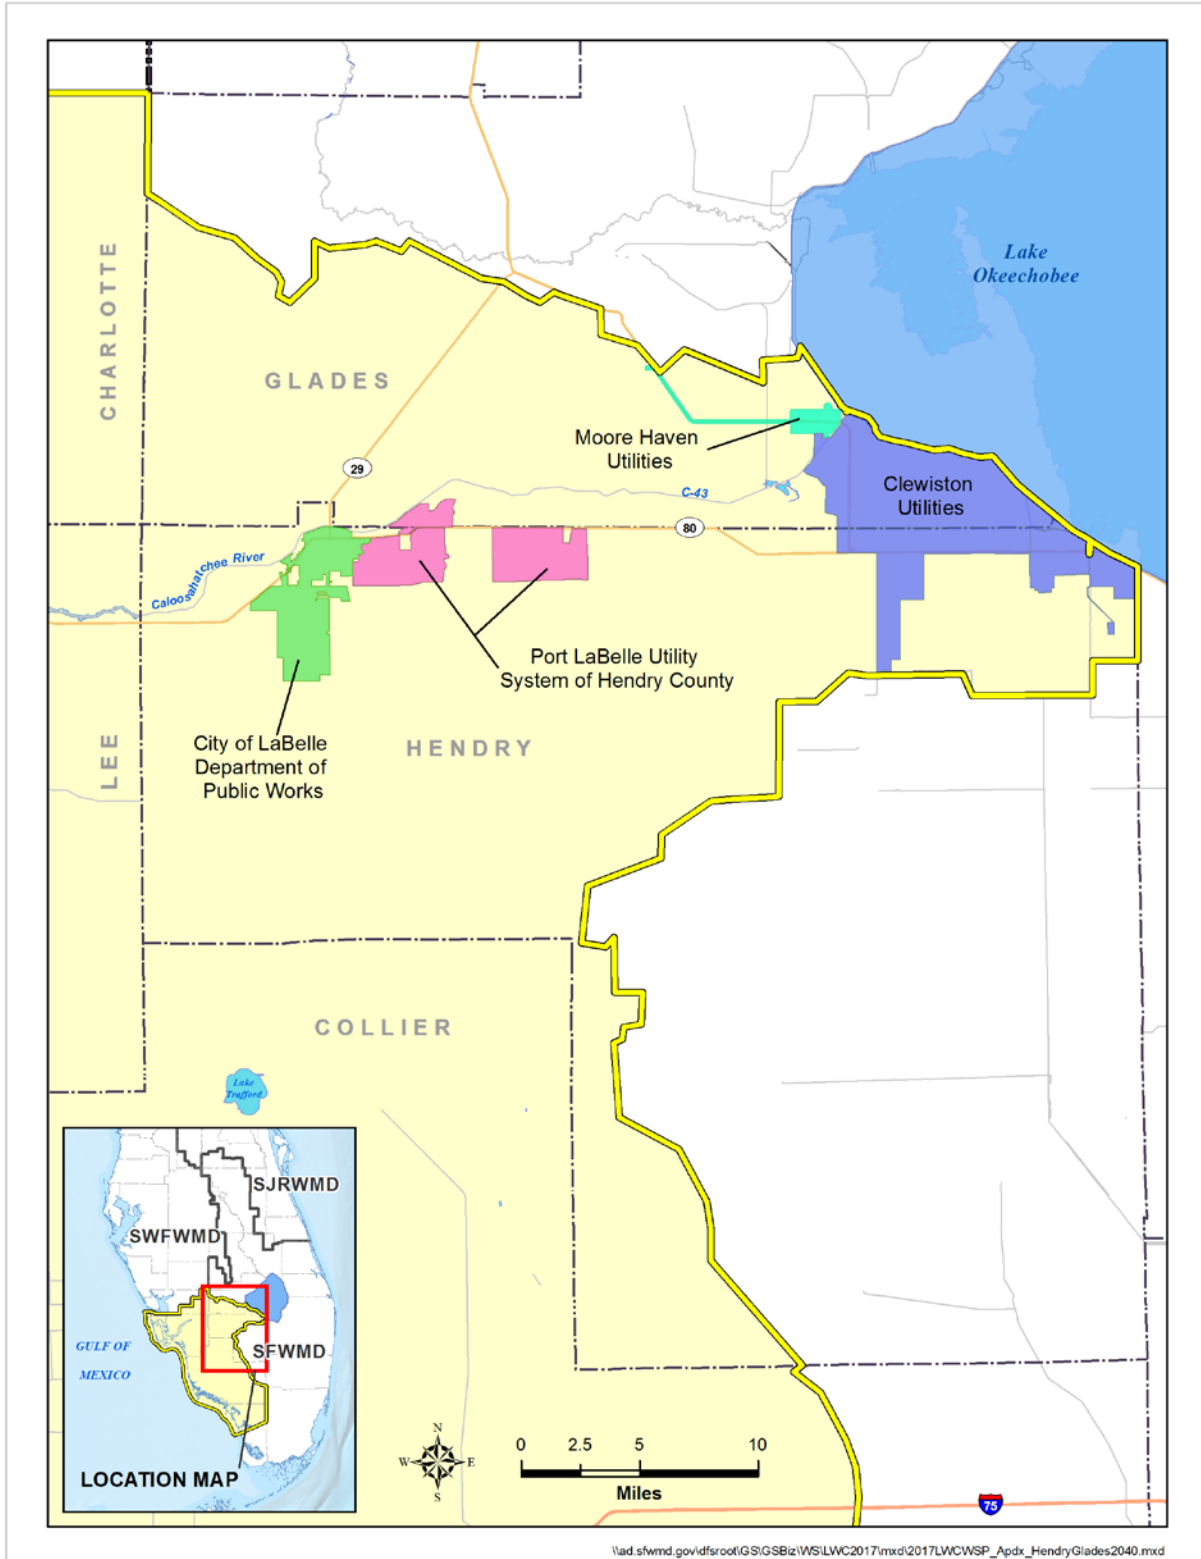 Lake
Okeechobee
CHARLOTTE
GLADES
Moore Haven
Utilities
29
Clewiston
Utilities
C-43
80
Caloosahatchee River
Port LaBelle Utility
System of Hendry County
City of LaBelle
Department of
Public Works
HENDRY
LEE
COLLIER
Lake
Trafford
SJRWMD
SWFWMD
SFWMD
GULF OF
MEXICO
LOCATION MAP
N
W
E
S
0 2.5 5 10
Miles
75
\\ad.sfwmd.gov\dfsroot\GS\GSBiz\WS\LWC2017\mxd\2017LWCWSP_Apdx_HendryGlades2040.mxd